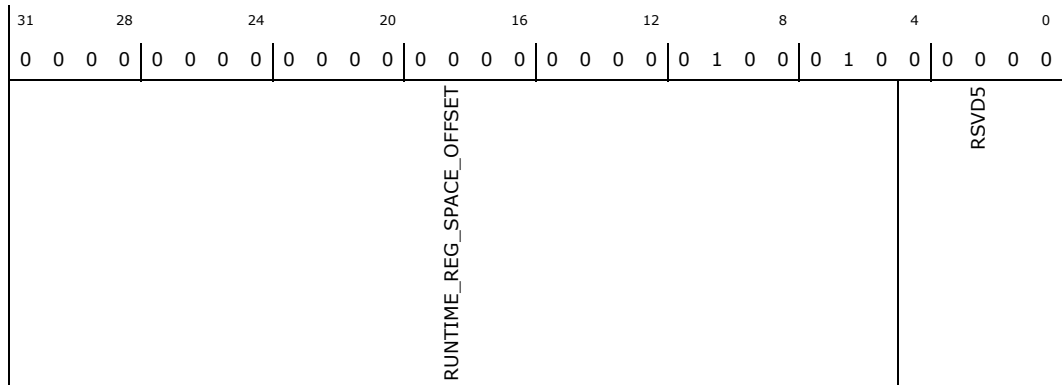 31 28 24 20 16 12 8 4 0
0 0 0 0 0 0 0 0 0 0 0 0 0 0 0 0 0 0 0 0 0 1 0 0 0 1 0 0 0 0 0 0
RUNTIME_REG_SPACE_OFFSET
RSVD5